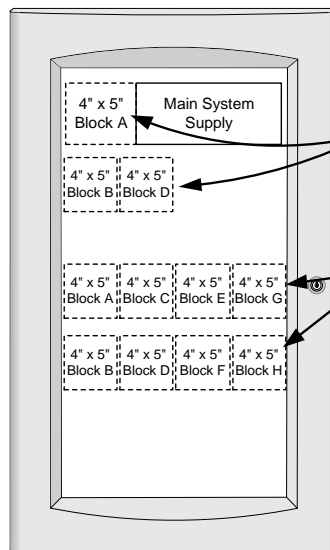 4" x 5"
Block A
Main System
Supply
4" x 5"
Block B
4" x 5"
Block D
4" x 5"
Block A
4" x 5"
Block C
4" x 5"
Block E
4" x 5"
Block G
4" x 5"
Block B
4" x 5"
Block D
4" x 5"
Block F
4" x 5"
Block H